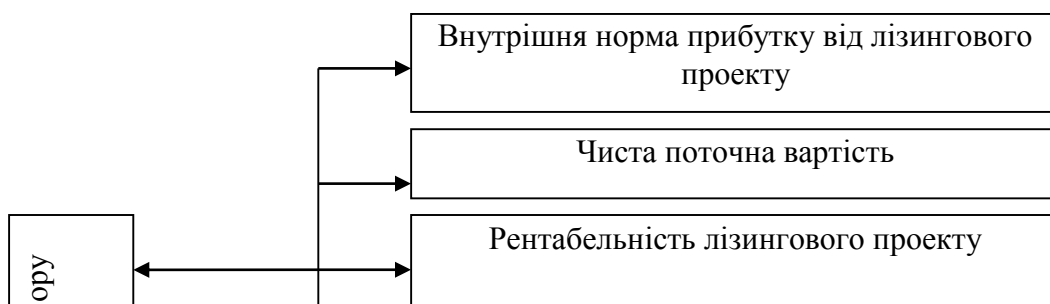 Внутрішня норма прибутку від лізингового
проекту
Чиста поточна вартість
Рентабельність лізингового проекту
ору